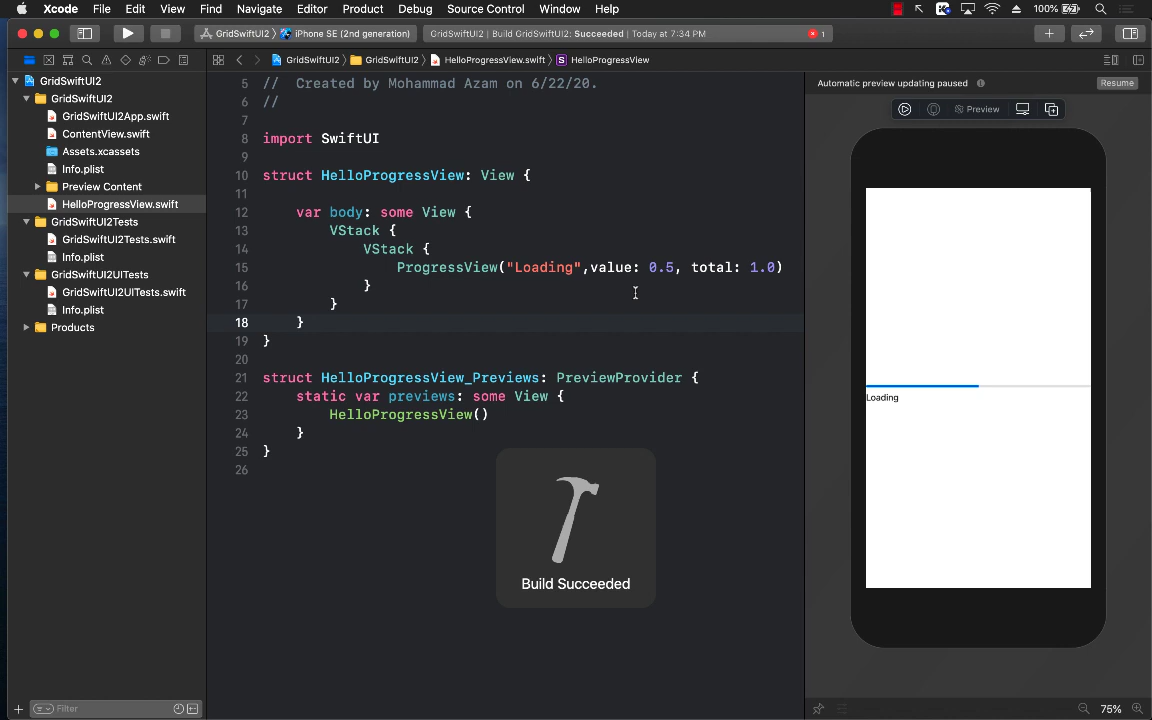 Xcode File Edit View Find Navigate Editor Product Debug Source Control Window Help 100%
GridSwiftUI2 iPhone SE (2nd generation) GridSwiftUI2 | Build GridSwiftUI2: Succeeded | Today at 7:34 PM 1
GridSwiftUI2 GridSwiftUI2 HelloProgressView.swift S HelloProgressView
GridSwiftUI2
GridSwiftUI2
GridSwiftUI2App.swift
ContentView.swift
Assets.xcassets
Info.plist
Preview Content
HelloProgressView.swift
GridSwiftUI2Tests
GridSwiftUI2Tests.swift
Info.plist
GridSwiftUI2UITests
GridSwiftUI2UITests.swift
Info.plist
Products
Filter
5 // Created by Mohammad Azam on 6/22/20.
6 //
7
8 import SwiftUI
9
10 struct HelloProgressView: View {
11
12 var body: some View {
13 VStack {
14 VStack {
15 ProgressView("Loading",value: 0.5, total: 1.0)
16 }
17 }
18 }
19 }
20
21 struct HelloProgressView_Previews: PreviewProvider {
22 static var previews: some View {
23 HelloProgressView()
24 }
25 }
26
Build Succeeded
Automatic preview updating paused Resume
Preview
Loading
75%